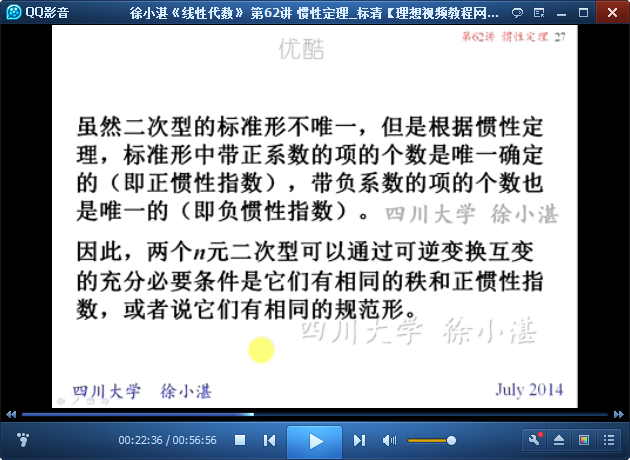 QQ影音
徐小湛《线性代数》 第62讲 惯性定理_标清【理想视频教程网...
优酷
第62讲 惯性定理 27
虽然二次型的标准形不唯一，但是根据惯性定
理，标准形中带正系数的项的个数是唯一确定
的（即正惯性指数），带负系数的项的个数也
是唯一的（即负惯性指数）。
四川大学 徐小湛
因此，两个n元二次型可以通过可逆变换互变
的充分必要条件是它们有相同的秩和正惯性指
数，或者说它们有相同的规范形。
四川大学 徐小湛
四川大学 徐小湛
July 2014
00:22:36 / 00:56:56